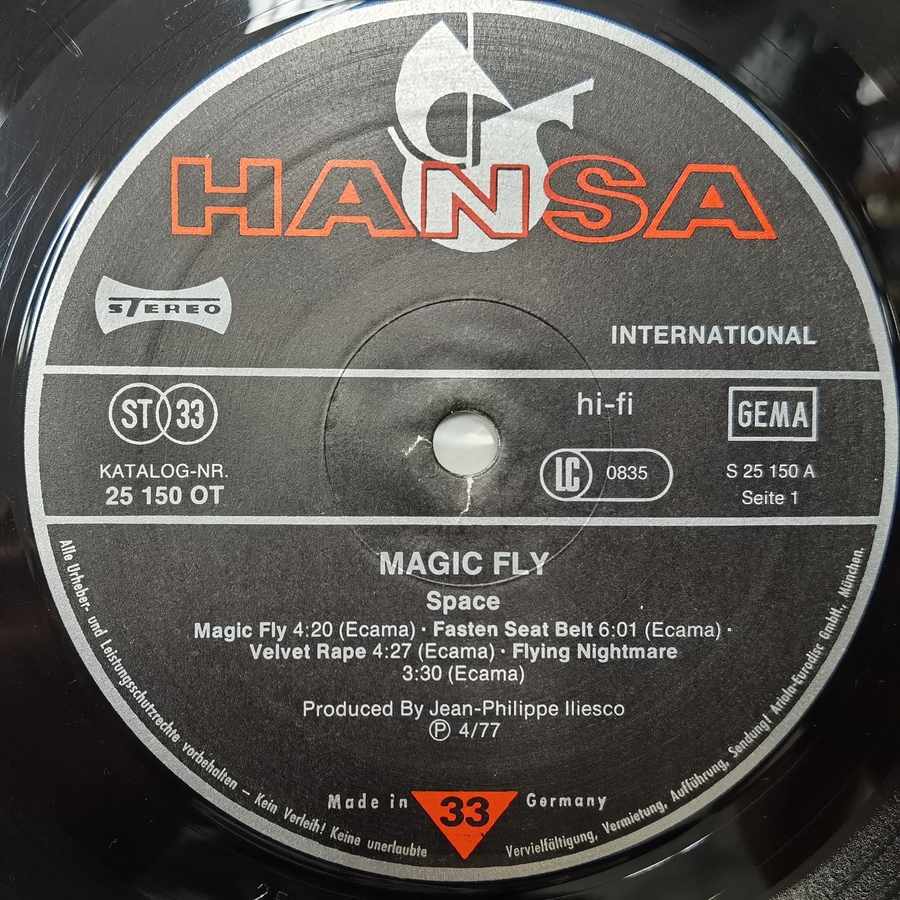 HANSA
STEREO
INTERNATIONAL
ST 33
hi-fi
GEMA
KATALOG-NR.
25 150 OT
LC 0835
S 25 150 A
Seite 1
MAGIC FLY
Space
Magic Fly 4:20 (Ecama) · Fasten Seat Belt 6:01 (Ecama) ·
Velvet Rape 4:27 (Ecama) · Flying Nightmare
3:30 (Ecama)
Produced By Jean-Philippe Iliesco
Ⓟ 4/77
Made in 33 Germany
Alle Urheber- und Leistungsschutzrechte vorbehalten – Kein Verleih! Keine unerlaubte Vervielfältigung, Vermietung, Aufführung, Sendung! Ariola-Eurodisc GmbH., München.